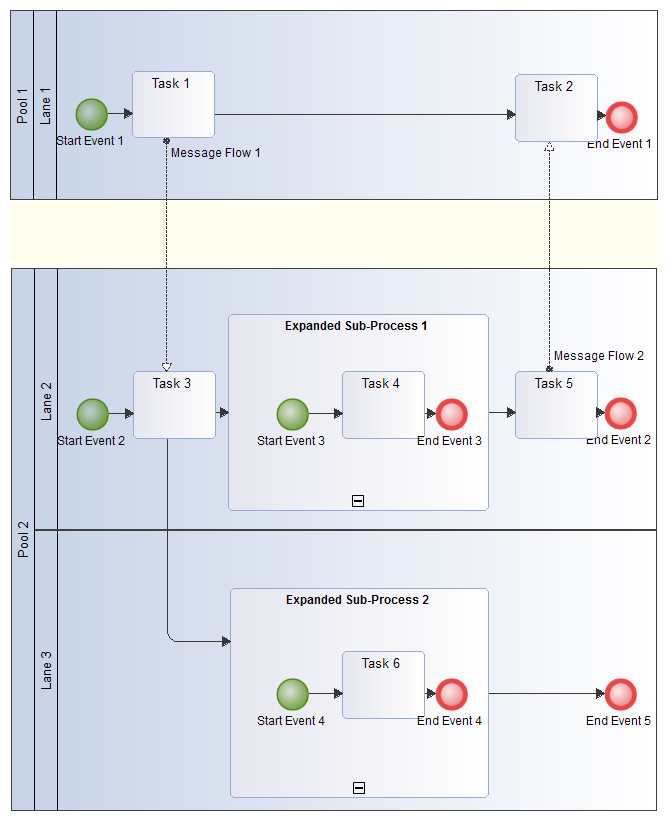 Pool 1
Lane 1
Task 1
Task 2
Start Event 1
End Event 1
Message Flow 1
Pool 2
Lane 2
Expanded Sub-Process 1
Message Flow 2
Task 3
Task 4
Task 5
Start Event 2
Start Event 3
End Event 3
End Event 2
Lane 3
Expanded Sub-Process 2
Task 6
Start Event 4
End Event 4
End Event 5